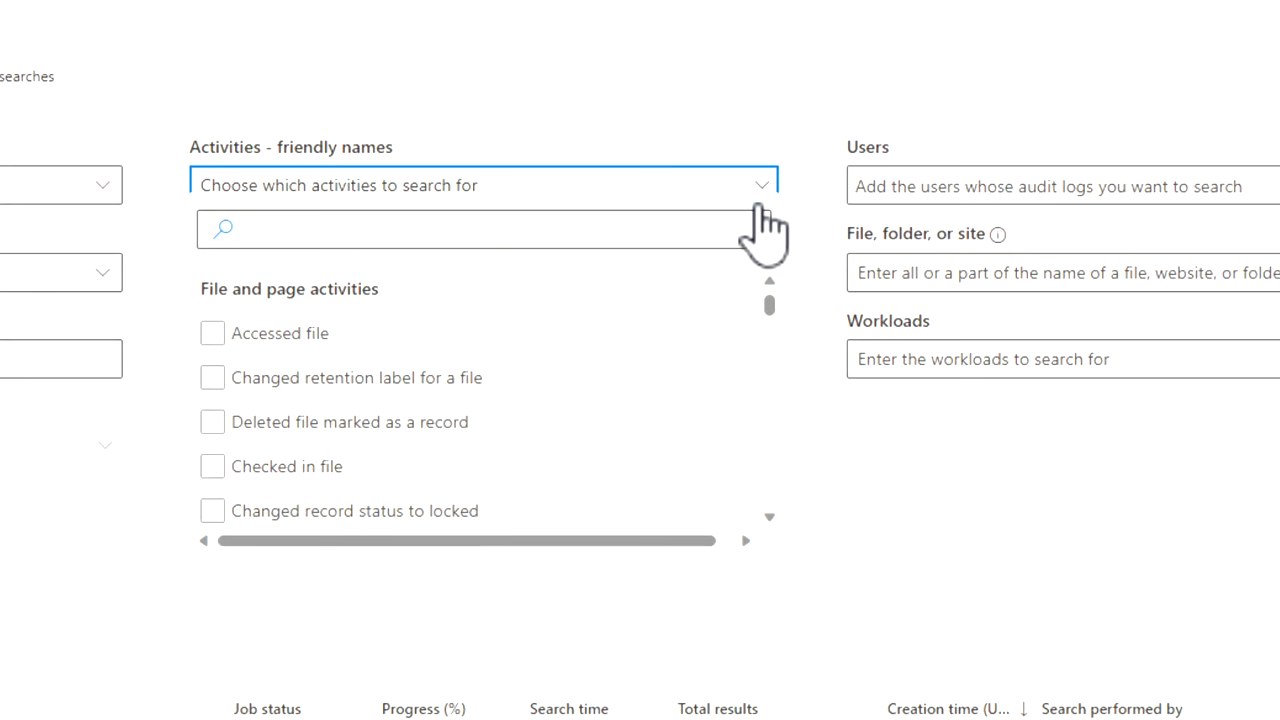 searches
Activities - friendly names
Choose which activities to search for
File and page activities
Accessed file
Changed retention label for a file
Deleted file marked as a record
Checked in file
Changed record status to locked
Users
Add the users whose audit logs you want to search
File, folder, or site
Enter all or a part of the name of a file, website, or folde
Workloads
Enter the workloads to search for
Job status Progress (%) Search time Total results Creation time (U... ↓ Search performed by